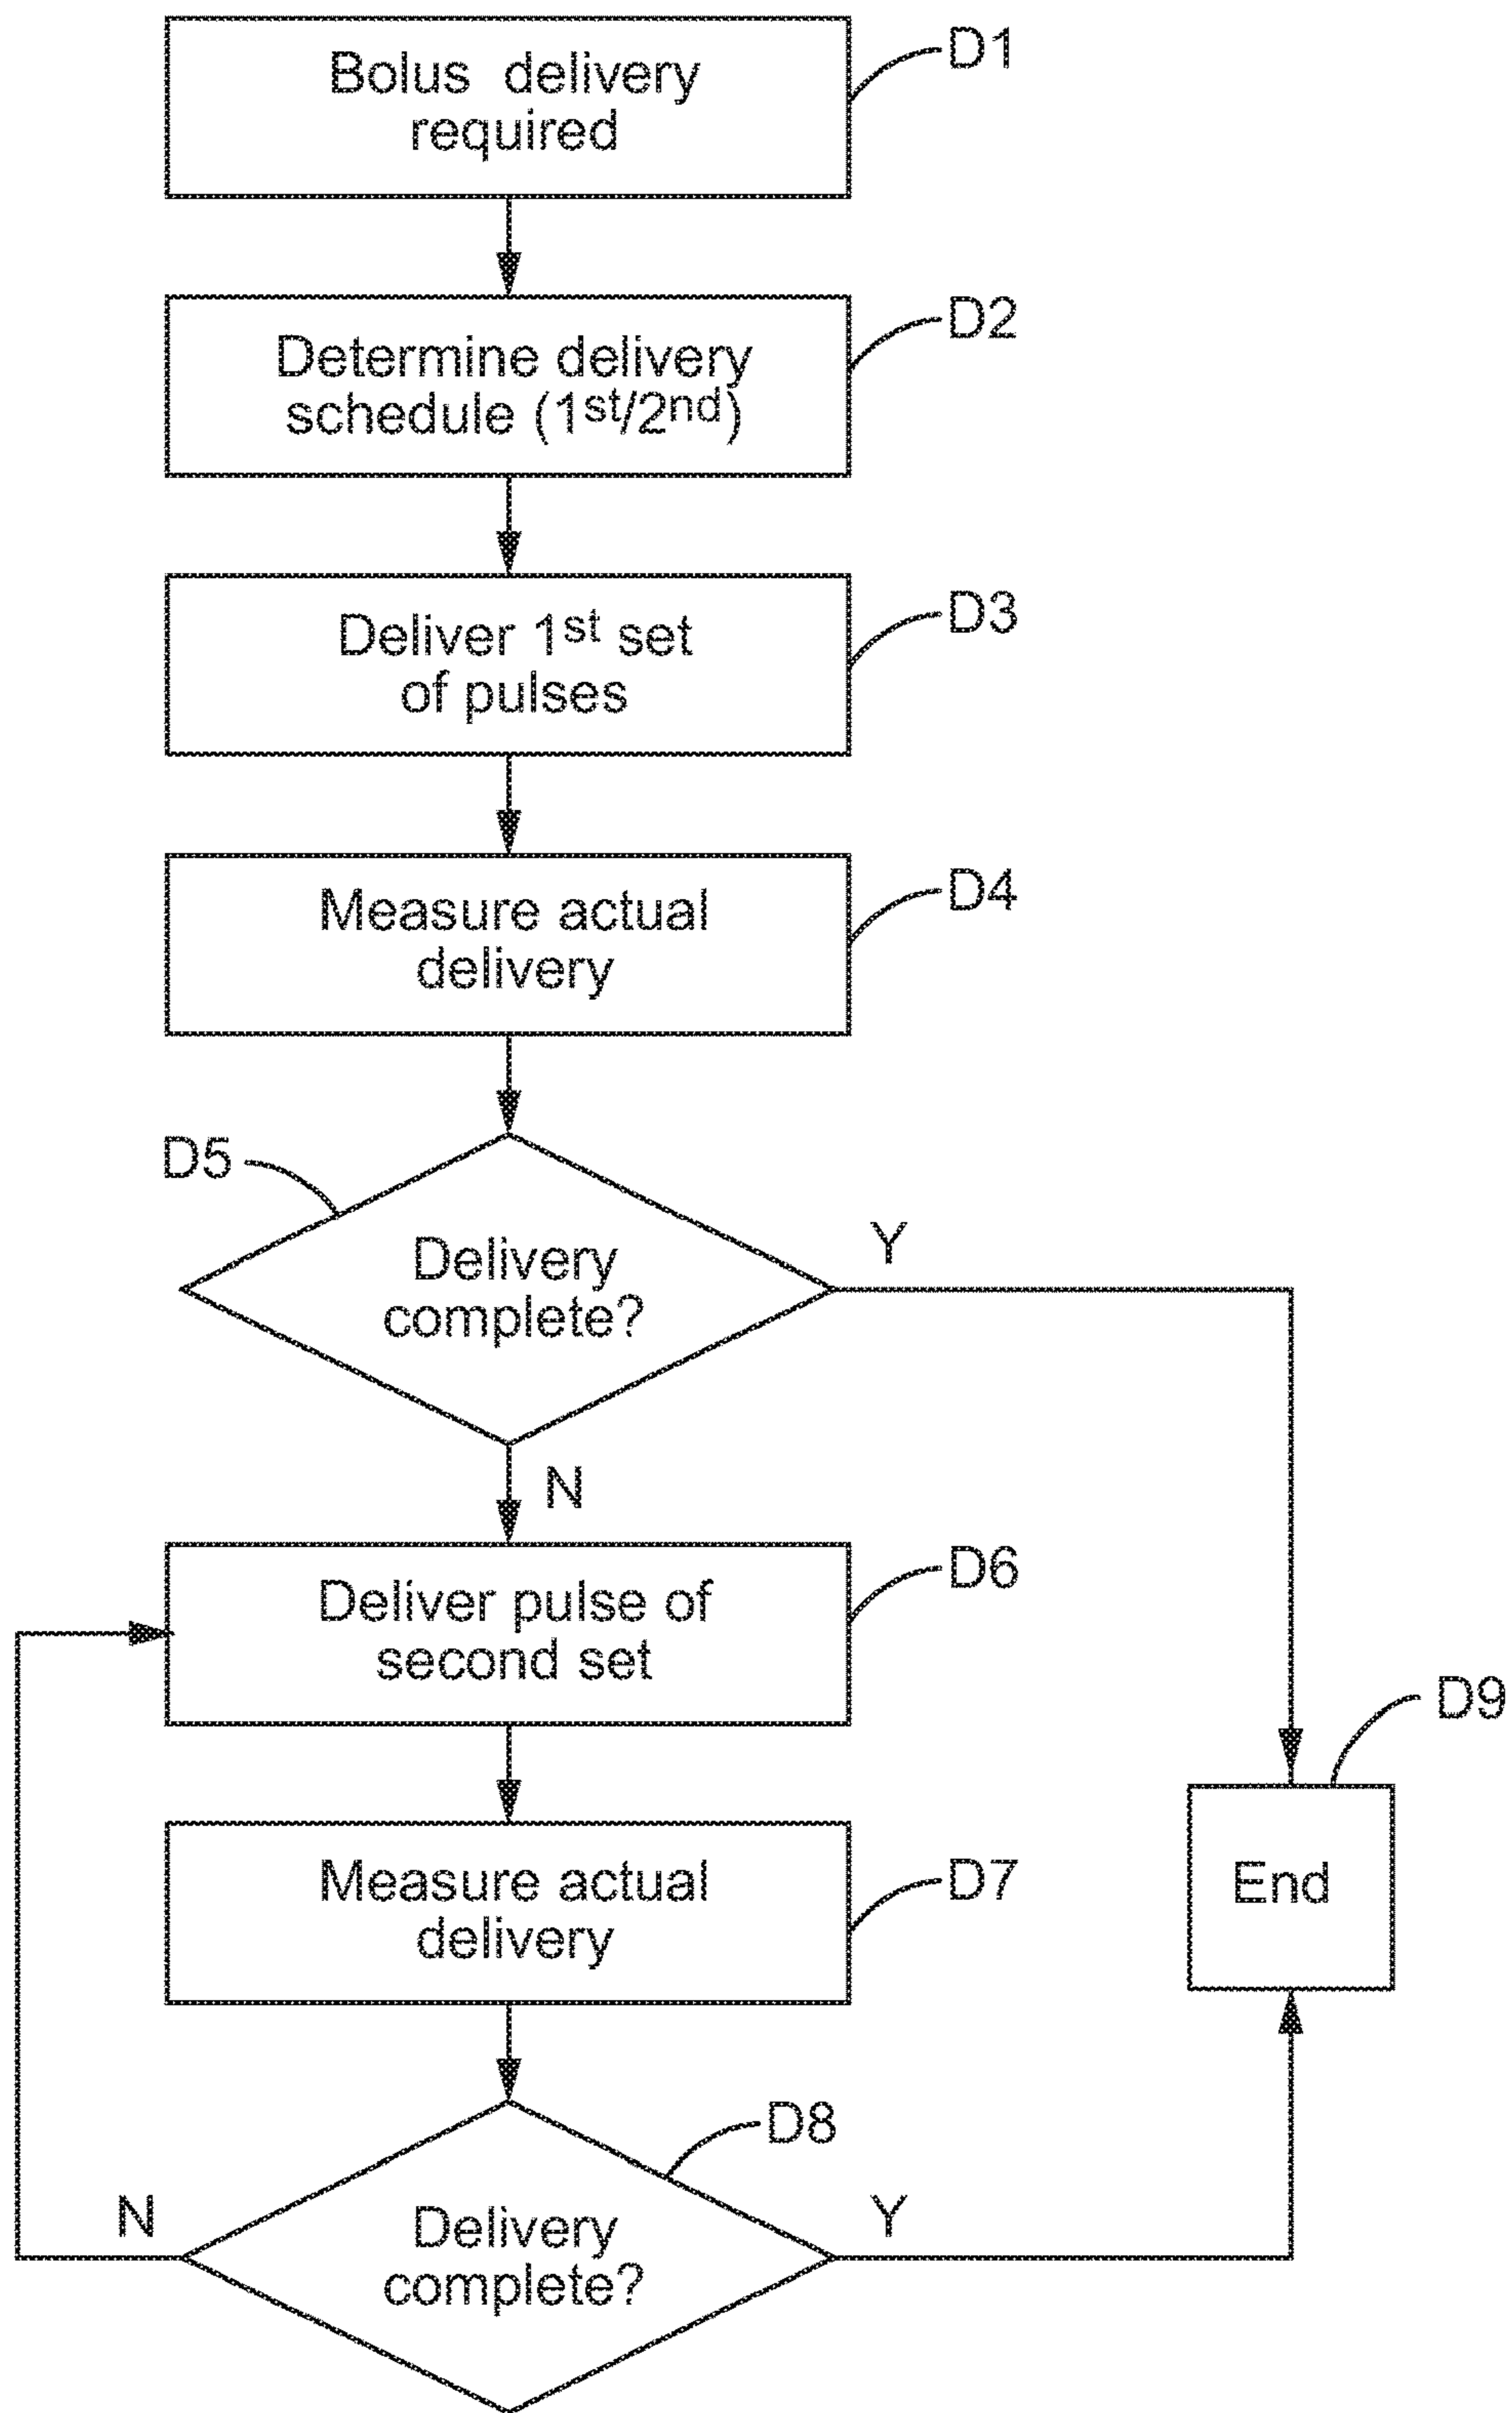 Bolus delivery
required
D1
Determine delivery
schedule (1st/2nd)
D2
Deliver 1st set
of pulses
D3
Measure actual
delivery
D4
D5
Delivery
complete?
Y
N
Deliver pulse of
second set
D6
D9
End
Measure actual
delivery
D7
D8
Delivery
complete?
N
Y